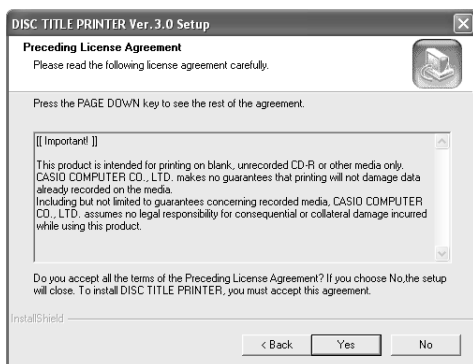 DISC TITLE PRINTER Ver.3.0 Setup
Preceding License Agreement
Please read the following license agreement carefully.
Press the PAGE DOWN key to see the rest of the agreement.
[[ Important! ]]
This product is intended for printing on blank, unrecorded CD-R or other media only.
CASIO COMPUTER CO., LTD. makes no guarantees that printing will not damage data
already recorded on the media.
Including but not limited to guarantees concerning recorded media, CASIO COMPUTER
CO., LTD. assumes no legal responsibility for consequential or collateral damage incurred
while using this product.
Do you accept all the terms of the Preceding License Agreement? If you choose No,the setup
will close. To install DISC TITLE PRINTER, you must accept this agreement.
InstallShield
< Back
Yes
No